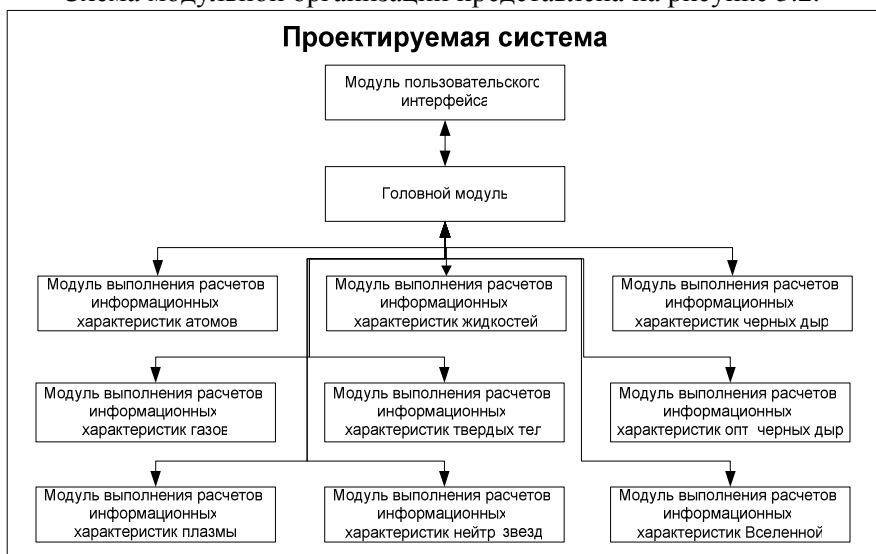 Схема модульной организации представлена на рисунке 3.2.
Проектируемая система
Модуль пользовательского
интерфейса
Головной модуль
Модуль выполнения расчетов
информационных
характеристик атомов
Модуль выполнения расчетов
информационных
характеристик жидкостей
Модуль выполнения расчетов
информационных
характеристик черных дыр
Модуль выполнения расчетов
информационных
характеристик газов
Модуль выполнения расчетов
информационных
характеристик твердых тел
Модуль выполнения расчетов
информационных
характеристик опт черных дыр
Модуль выполнения расчетов
информационных
характеристик плазмы
Модуль выполнения расчетов
информационных
характеристик нейтр звезд
Модуль выполнения расчетов
информационных
характеристик Вселенной